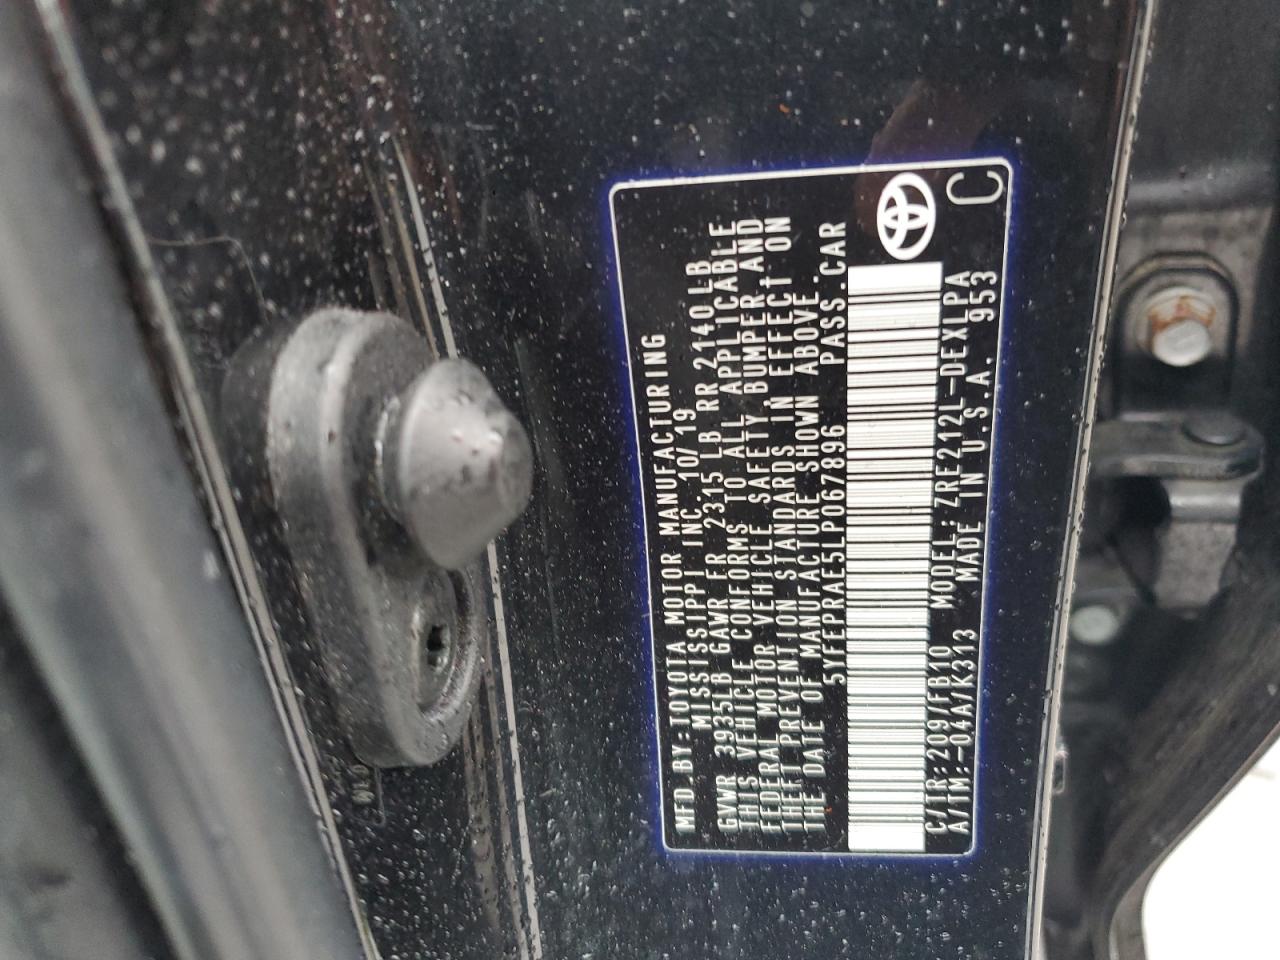 MFD.BY:TOYOTA MOTOR MANUFACTURING
MISSISSIPPI INC. 10/19
GVWR 3935LB GAWR FR 2315 LB RR 2140LB
THIS VEHICLE CONFORMS TO ALL APPLICABLE
FEDERAL MOTOR VEHICLE SAFETY, BUMPER, AND
THEFT PREVENTION STANDARDS IN EFFECT ON
THE DATE OF MANUFACTURE SHOWN ABOVE.
5YFEPRAE5LP067896 PASS.CAR
C/TR:209/FB10 MODEL:ZRE212L-DEXLPA
A/TM:-04A/K313 MADE IN U.S.A. 953
C